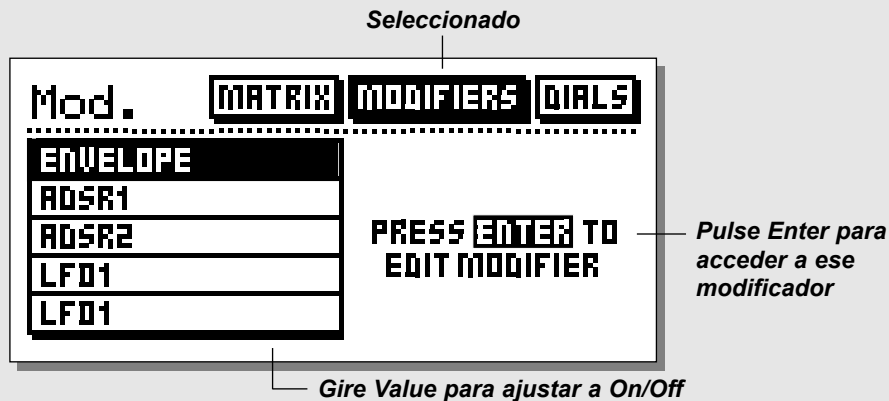 Seleccionado
Mod. MATRIX MODIFIERS DIALS
ENVELOPE
ADSR1
ADSR2
LFO1
LFO1
PRESS ENTER TO
EDIT MODIFIER
Pulse Enter para
acceder a ese
modificador
Gire Value para ajustar a On/Off